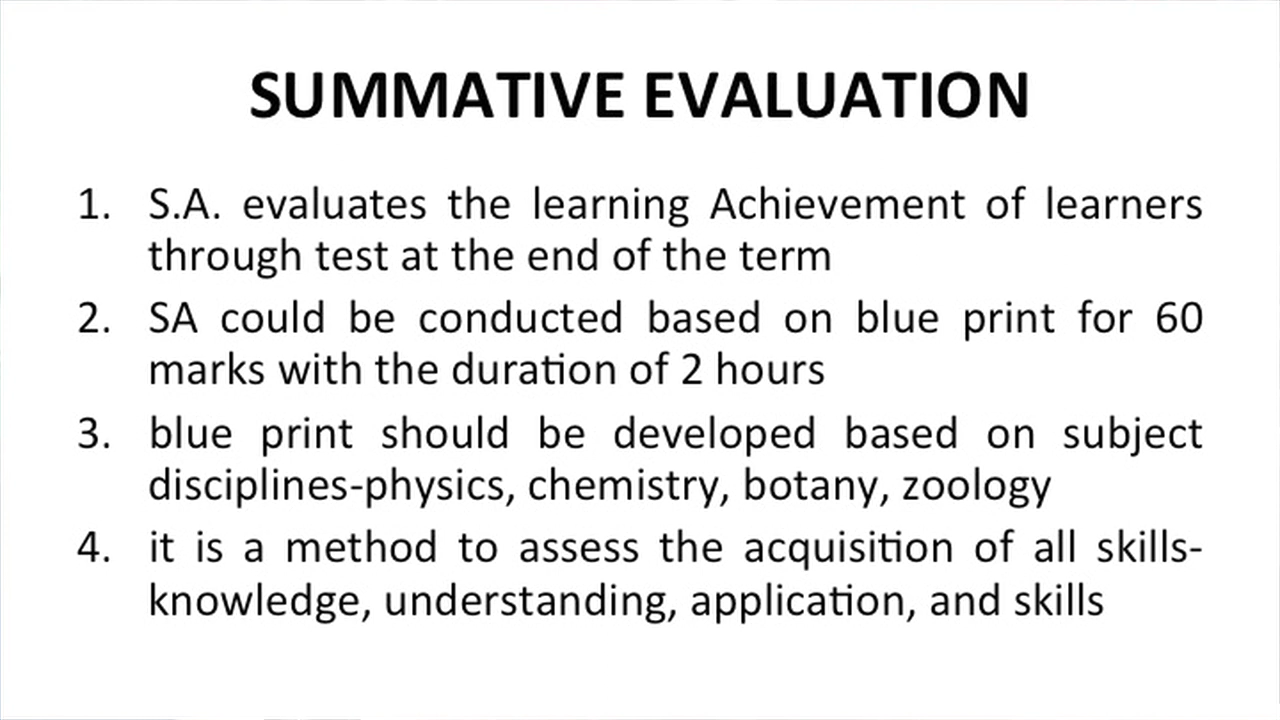 SUMMATIVE EVALUATION
1. S.A. evaluates the learning Achievement of learners
through test at the end of the term
2. SA could be conducted based on blue print for 60
marks with the duration of 2 hours
3. blue print should be developed based on subject
disciplines-physics, chemistry, botany, zoology
4. it is a method to assess the acquisition of all skills-
knowledge, understanding, application, and skills